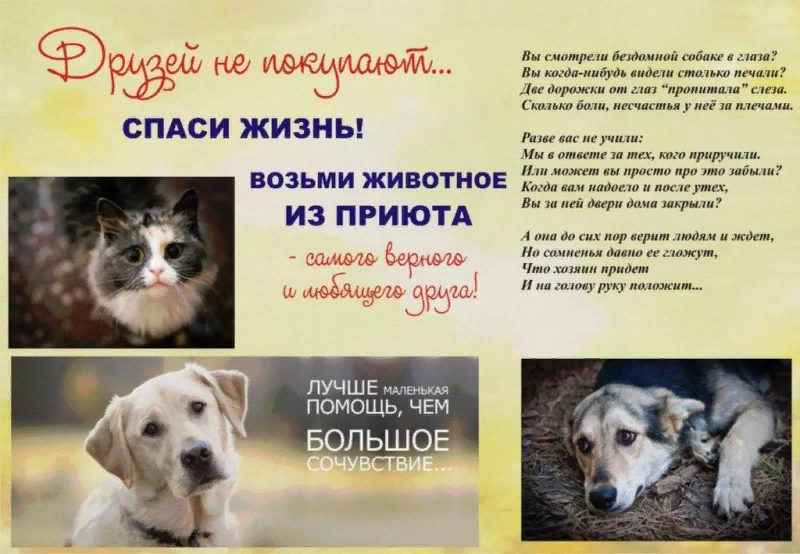 Друзей не покупают...
СПАСИ ЖИЗНЬ!
ВОЗЬМИ ЖИВОТНОЕ
ИЗ ПРИЮТА
- самого верного
и любящего друга!
Вы смотрели бездомной собаке в глаза?
Вы когда-нибудь видели столько печали?
Две дорожки от глаз “пропитала” слеза.
Сколько боли, несчастья у неё за плечами.
Разве вас не учили:
Мы в ответе за тех, кого приручили.
Или может вы просто про это забыли?
Когда вам надоело и после утех,
Вы за ней двери дома закрыли?
А она до сих пор верит людям и ждет,
Но сомненья давно ее гложут,
Что хозяин придет
И на голову руку положит...
ЛУЧШЕ МАЛЕНЬКАЯ
ПОМОЩЬ, ЧЕМ
БОЛЬШОЕ
СОЧУВСТВИЕ...